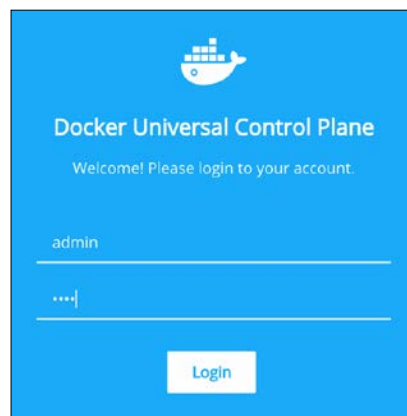 Docker Universal Control Plane
Welcome! Please login to your account.
admin
••••
Login